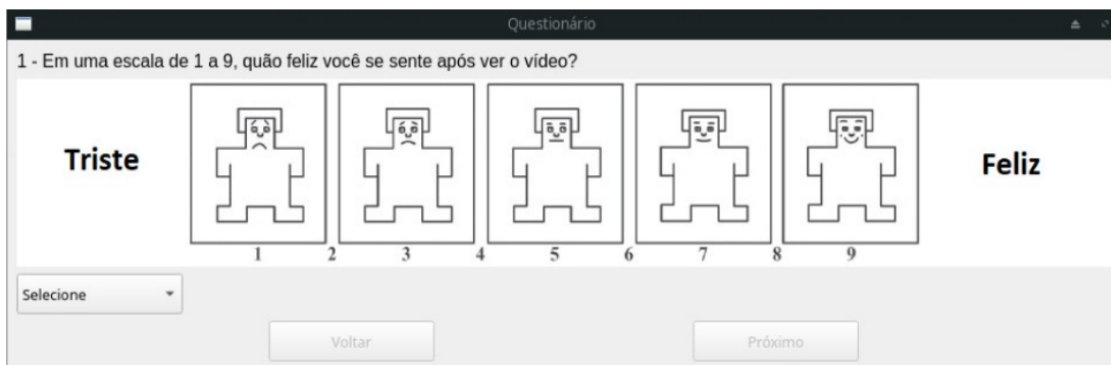 Questionário
1 - Em uma escala de 1 a 9, quão feliz você se sente após ver o vídeo?
Triste
Feliz
1 2 3 4 5 6 7 8 9
Selecione
Voltar Próximo